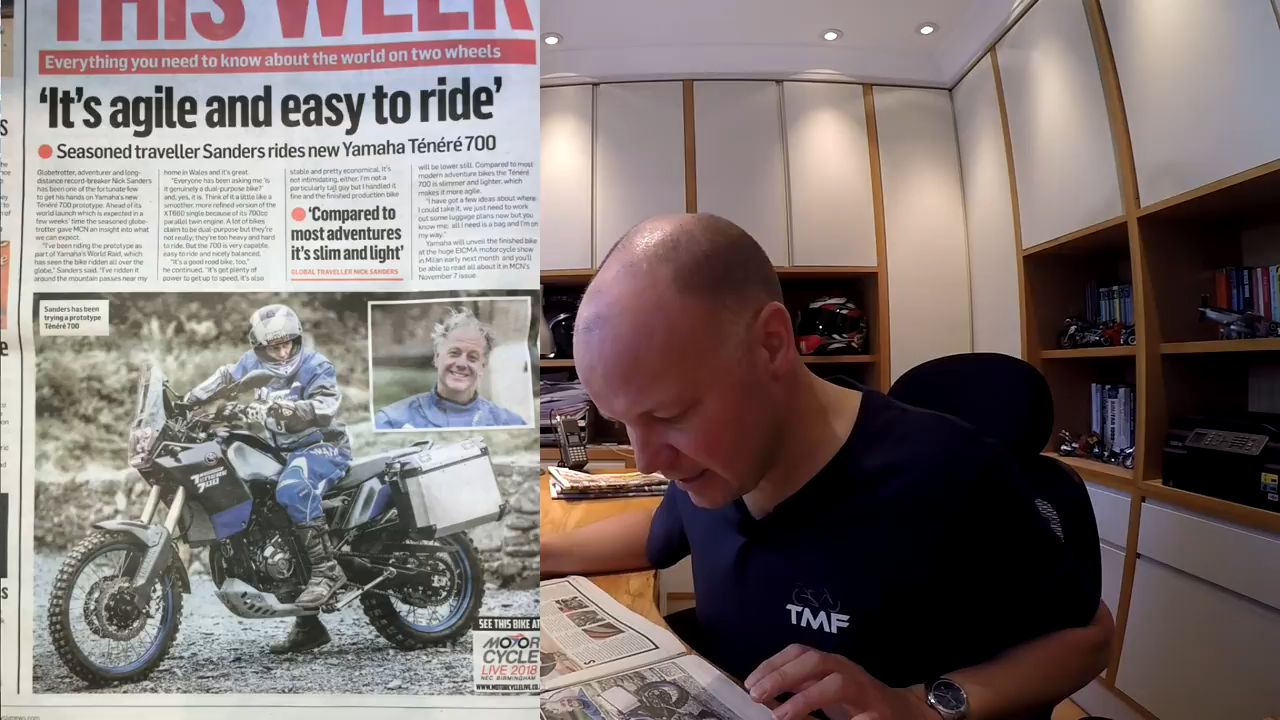 THIS WEEK
Everything you need to know about the world on two wheels
'It's agile and easy to ride'
Seasoned traveller Sanders rides new Yamaha Ténéré 700
Globetrotter, adventurer and long-
distance record-breaker Nick Sanders
has been one of the fortunate few
to get his hands on Yamaha's new
Ténéré 700 prototype. Ahead of its
world launch which is expected in a
few weeks' time the seasoned globe-
trotter gave MCN an insight into what
we can expect.
"I've been riding the prototype as
part of Yamaha's World Raid, which
has seen the bike ridden all over the
globe," Sanders said. "I've ridden it
around the mountain passes near my
home in Wales and it's great.
"Everyone has been asking me 'is
it genuinely a dual-purpose bike?'
and, yes, it is. Think of it a little like a
smoother, more refined version of an
XT660 single because of its 700cc
parallel twin engine. A lot of bikes
claim to be dual-purpose but they're
not really; they're too heavy and hard
to ride. But the 700 is very capable,
easy to ride and nicely balanced.
"It's a good road bike, too,"
he continued. "It's got plenty of
power to get up to speed, it's also
stable and pretty economical. It's
not intimidating, either. I'm not a
particularly tall guy but I handled it
fine and the finished production bike
'Compared to
most adventures
it's slim and light'
GLOBAL TRAVELLER NICK SANDERS
will be lower still. Compared to most
modern adventure bikes the Ténéré
700 is slimmer and lighter, which
makes it more agile.
"I have got a few ideas about where
I could take it, we just need to work
out some luggage plans now but you
know me, all I need is a bag and I'm on
my way."
Yamaha will unveil the finished bike
at the huge EICMA motorcycle show
in Milan early next month and you'll
be able to read all about it in MCN's
November 7 issue.
Sanders has been
trying a prototype
Ténéré 700
TÉNÉRÉ
700
SEE THIS BIKE AT
MOTOR
CYCLE
LIVE 2018
NEC BIRMINGHAM
WWW.MOTORCYCLELIVE.CO
TMF